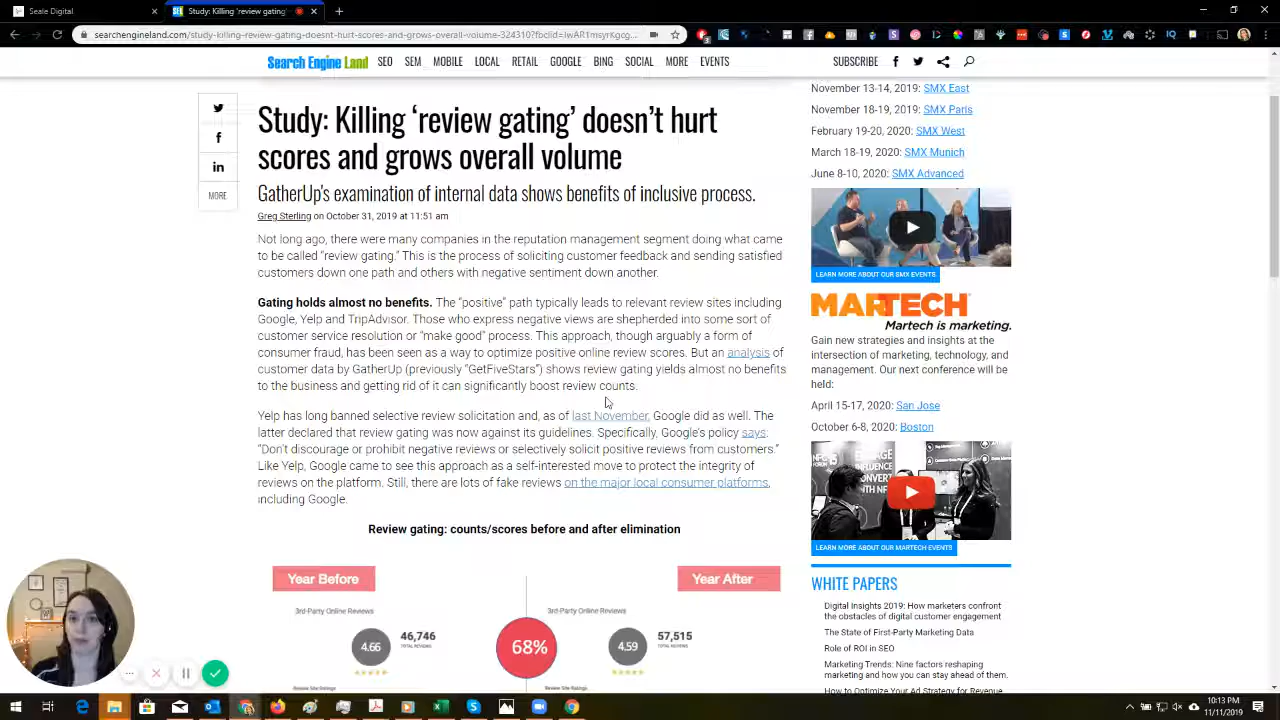 Seale Digital
Study: Killing 'review gating'
searchengineland.com/study-killing-review-gating-doesnt-hurt-scores-and-grows-overall-volume-324310?fbclid=IwAR1msyrKgcg...
Search Engine Land SEO SEM MOBILE LOCAL RETAIL GOOGLE BING SOCIAL MORE EVENTS SUBSCRIBE
Study: Killing ‘review gating’ doesn’t hurt
scores and grows overall volume
GatherUp's examination of internal data shows benefits of inclusive process.
Greg Sterling on October 31, 2019 at 11:51 am
MORE
Not long ago, there were many companies in the reputation management segment doing what came
to be called “review gating.” This is the process of soliciting customer feedback and sending satisfied
customers down one path and others with negative sentiment down another.
Gating holds almost no benefits. The “positive” path typically leads to relevant review sites including
Google, Yelp and TripAdvisor. Those who express negative views are shepherded into some sort of
customer service resolution or “make good” process. This approach, though arguably a form of
consumer fraud, has been seen as a way to optimize positive online review scores. But an analysis of
customer data by GatherUp (previously “GetFiveStars”) shows review gating yields almost no benefits
to the business and getting rid of it can significantly boost review counts.
Yelp has long banned selective review solicitation and, as of last November, Google did as well. The
latter declared that review gating was now against its guidelines. Specifically, Google’s policy says:
“Don’t discourage or prohibit negative reviews or selectively solicit positive reviews from customers.”
Like Yelp, Google came to see this approach as a self-interested move to protect the integrity of
reviews on the platform. Still, there are lots of fake reviews on the major local consumer platforms,
including Google.
Review gating: counts/scores before and after elimination
Year Before
Year After
3rd-Party Online Reviews
3rd-Party Online Reviews
4.66
46,746
TOTAL REVIEWS
68%
4.59
57,515
TOTAL REVIEWS
Review Site Ratings
Review Site Ratings
November 13-14, 2019: SMX East
November 18-19, 2019: SMX Paris
February 19-20, 2020: SMX West
March 18-19, 2020: SMX Munich
June 8-10, 2020: SMX Advanced
LEARN MORE ABOUT OUR SMX EVENTS
MARTECH
Martech is marketing.
Gain new strategies and insights at the
intersection of marketing, technology, and
management. Our next conference will be
held:
April 15-17, 2020: San Jose
October 6-8, 2020: Boston
LEARN MORE ABOUT OUR MARTECH EVENTS
WHITE PAPERS
Digital Insights 2019: How marketers confront
the obstacles of digital customer engagement
The State of First-Party Marketing Data
Role of ROI in SEO
Marketing Trends: Nine factors reshaping
marketing and how you can stay ahead of them.
How to Optimize Your Ad Strategy for Revenue
10:13 PM
11/11/2019